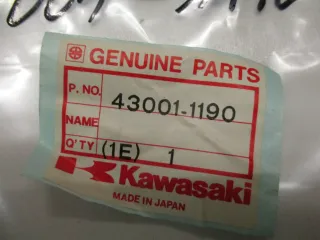 GENUINE PARTS
P. NO. 43001-1190
NAME
Q'TY (1E) 1
Kawasaki
MADE IN JAPAN